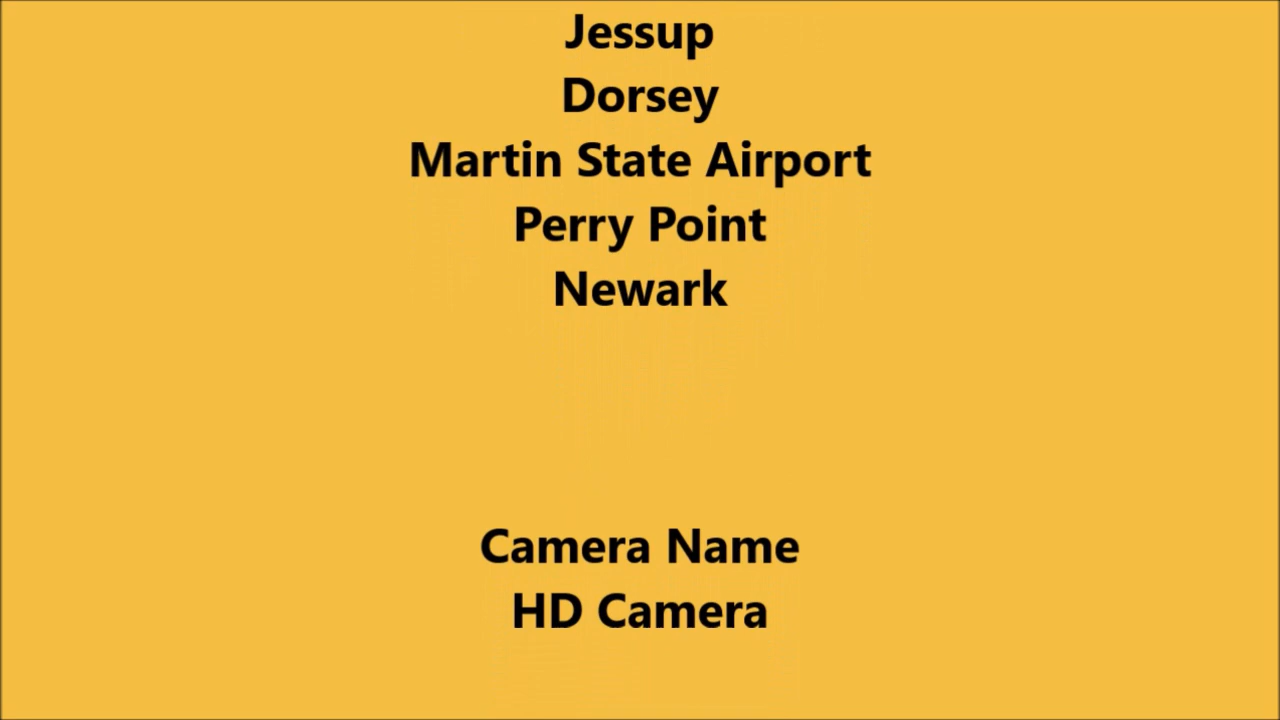 Jessup
Dorsey
Martin State Airport
Perry Point
Newark
Camera Name
HD Camera